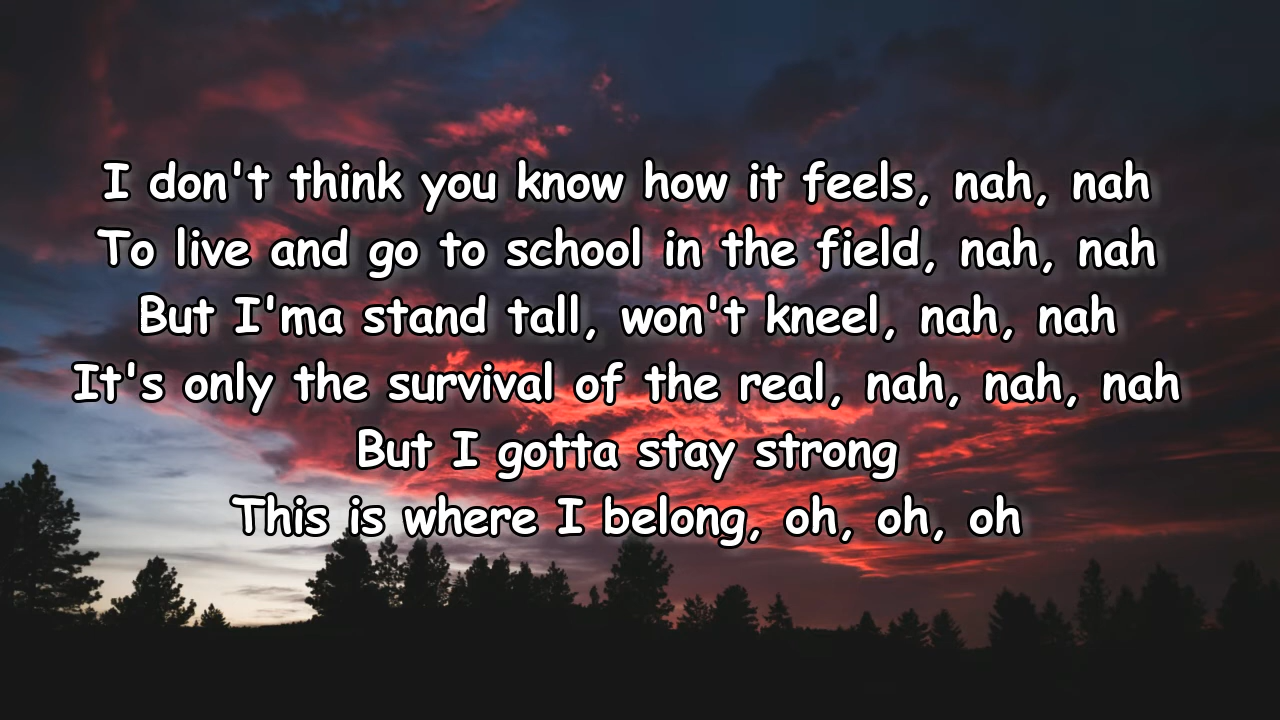 I don't think you know how it feels, nah, nah
To live and go to school in the field, nah, nah
But I'ma stand tall, won't kneel, nah, nah
It's only the survival of the real, nah, nah, nah
But I gotta stay strong
This is where I belong, oh, oh, oh